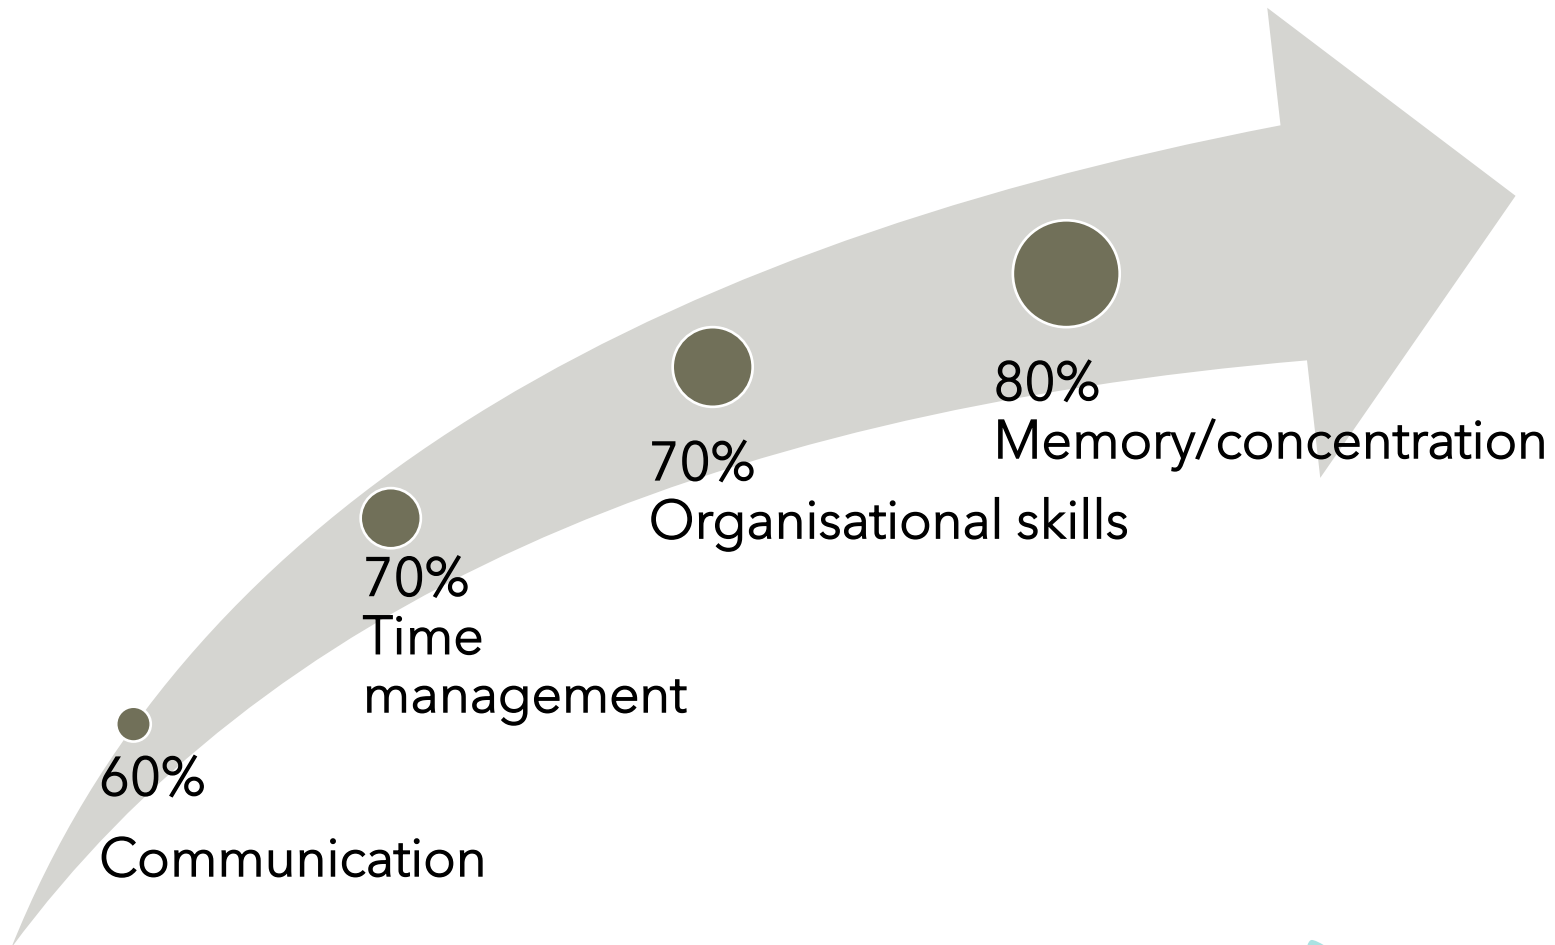 60%
Communication
70%
Time
management
70%
Organisational skills
80%
Memory/concentration